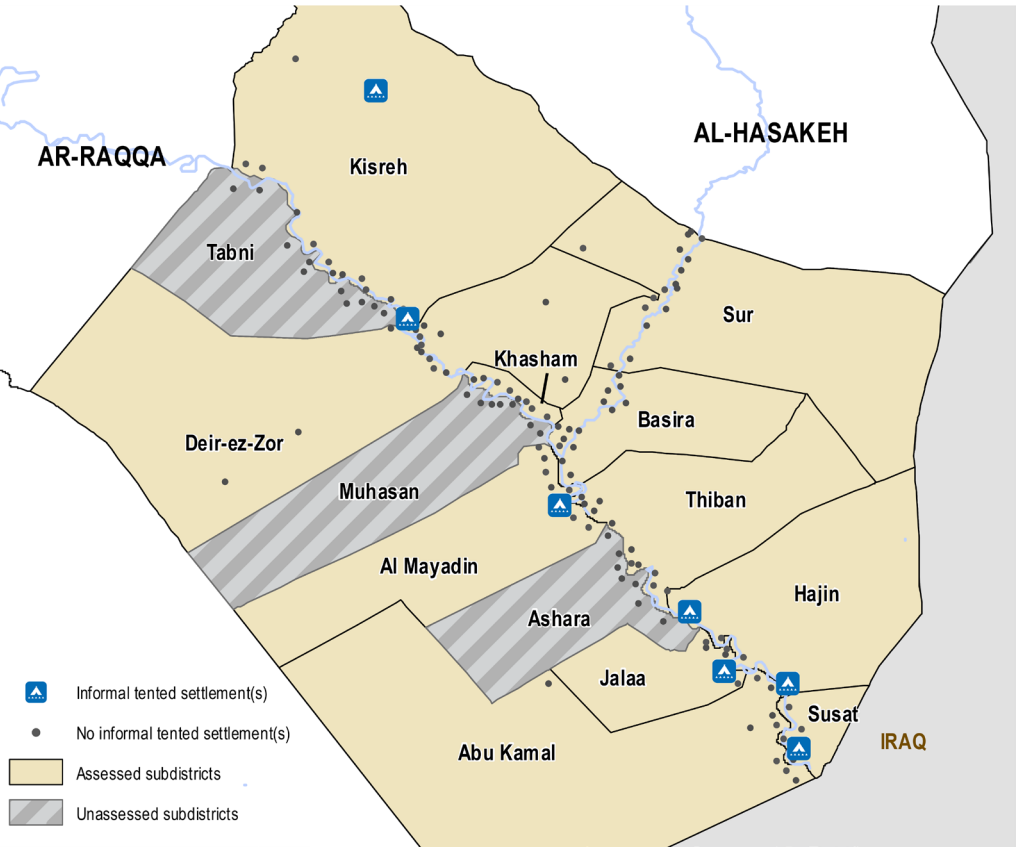 AL-HASAKEH
AR-RAQQA
Kisreh
Tabni
Sur
Khasham
Basira
Deir-ez-Zor
Muhasan
Thiban
Al Mayadin
Hajin
Ashara
Jalaa
Susat
IRAQ
Abu Kamal
Informal tented settlement(s)
No informal tented settlement(s)
Assessed subdistricts
Unassessed subdistricts